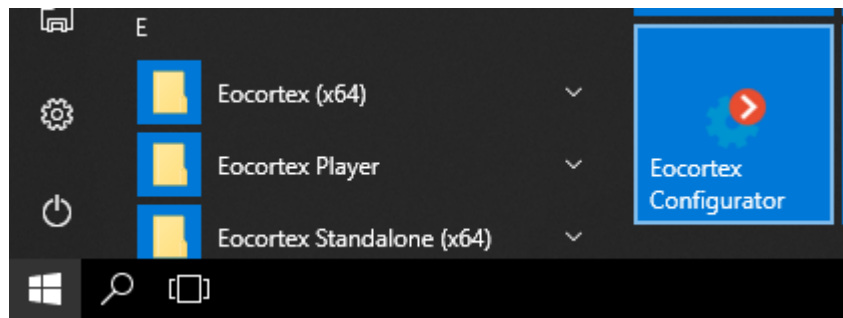 E
Eocortex (x64)
Eocortex Player
Eocortex Standalone (x64)
Eocortex
Configurator